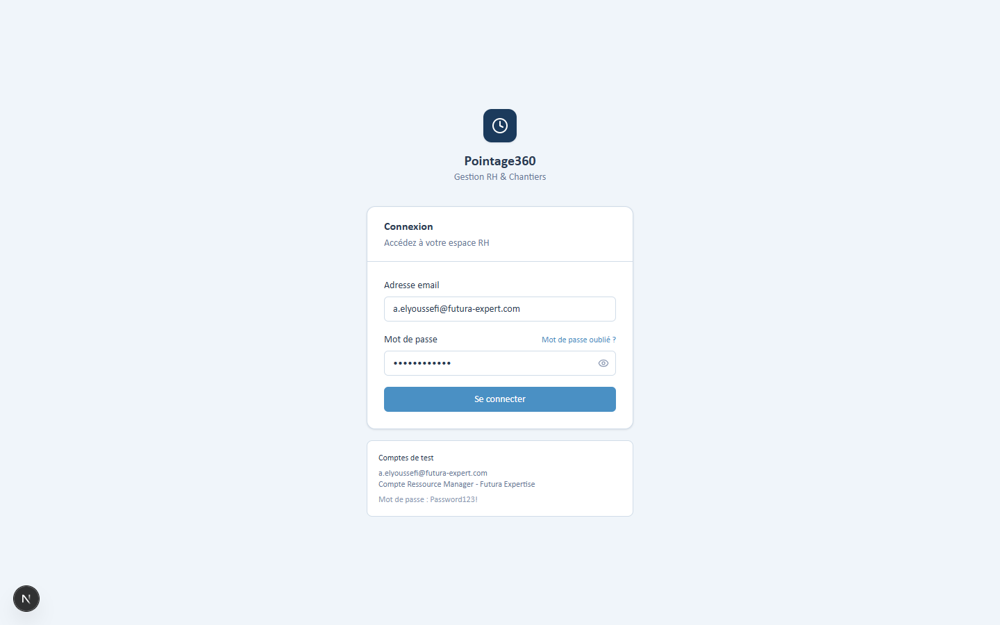 Pointage360
Gestion RH & Chantiers
Connexion
Accédez à votre espace RH
Adresse email
a.elyoussefi@futura-expert.com
Mot de passe
Mot de passe oublié ?
••••••••••••
Se connecter
Comptes de test
a.elyoussefi@futura-expert.com
Compte Ressource Manager - Futura Expertise
Mot de passe : Password123!
N